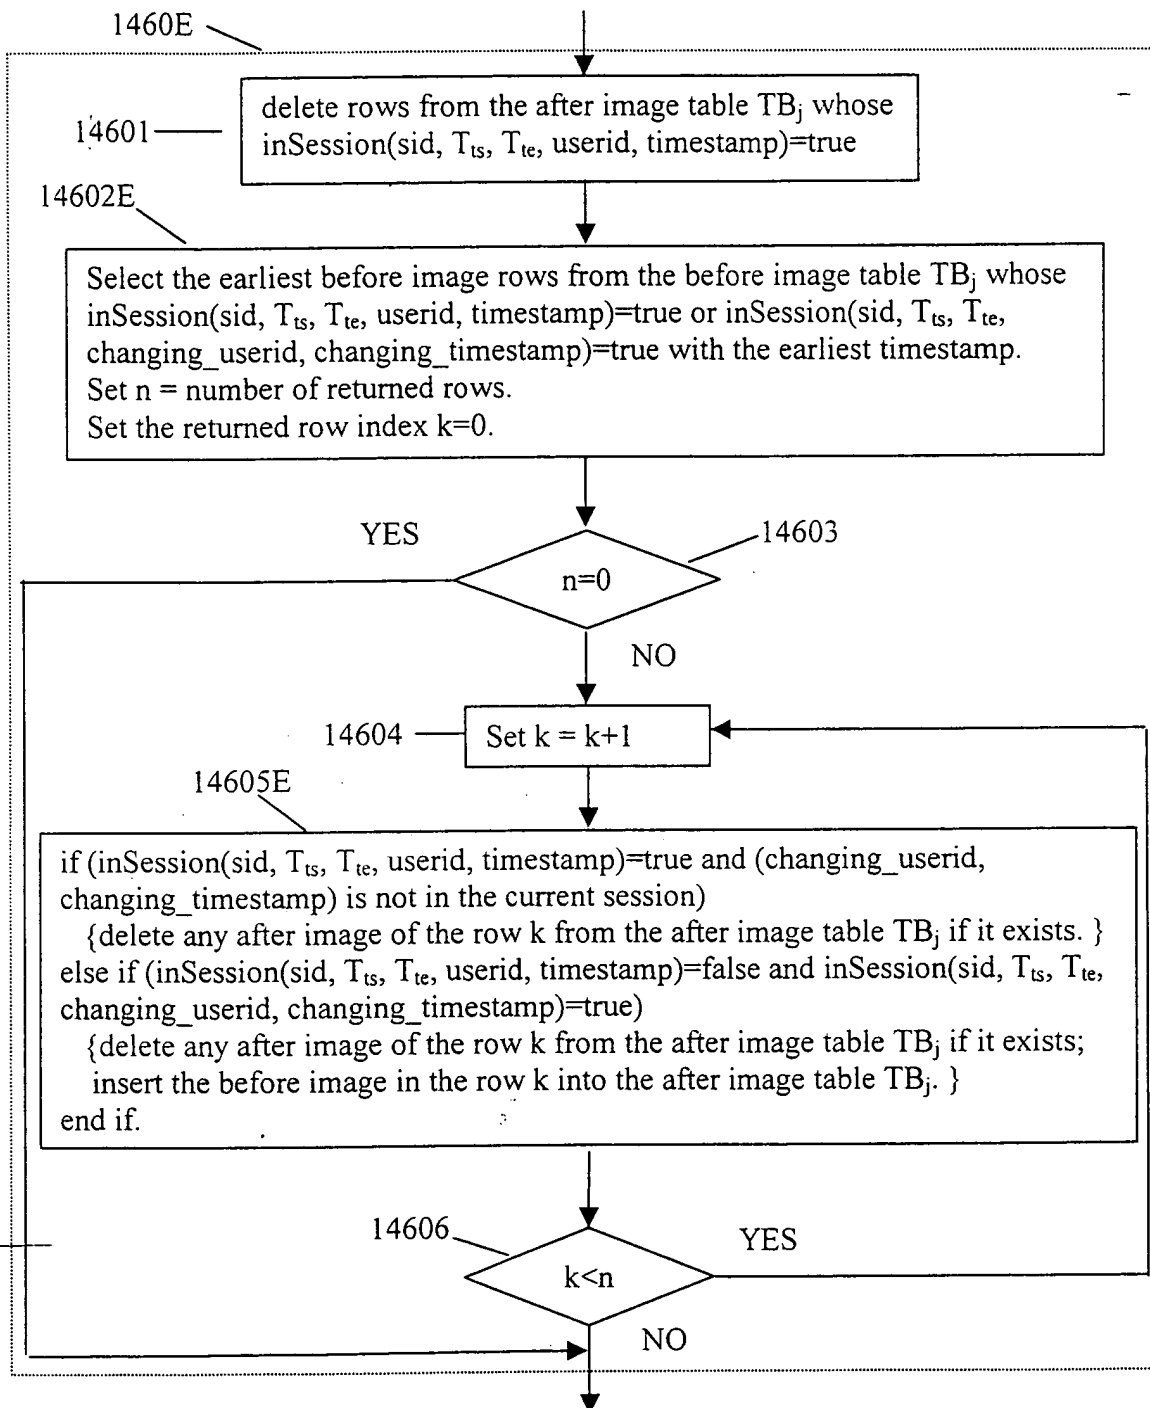 1460E
14601
delete rows from the after image table TBj whose
inSession(sid, Tts, Tte, userid, timestamp)=true
14602E
Select the earliest before image rows from the before image table TBj whose
inSession(sid, Tts, Tte, userid, timestamp)=true or inSession(sid, Tts, Tte,
changing_userid, changing_timestamp)=true with the earliest timestamp.
Set n = number of returned rows.
Set the returned row index k=0.
YES
14603
n=0
NO
14604
Set k = k+1
14605E
if (inSession(sid, Tts, Tte, userid, timestamp)=true and (changing_userid,
changing_timestamp) is not in the current session)
{delete any after image of the row k from the after image table TBj if it exists. }
else if (inSession(sid, Tts, Tte, userid, timestamp)=false and inSession(sid, Tts, Tte,
changing_userid, changing_timestamp)=true)
{delete any after image of the row k from the after image table TBj if it exists;
insert the before image in the row k into the after image table TBj. }
end if.
14606
YES
k<n
NO